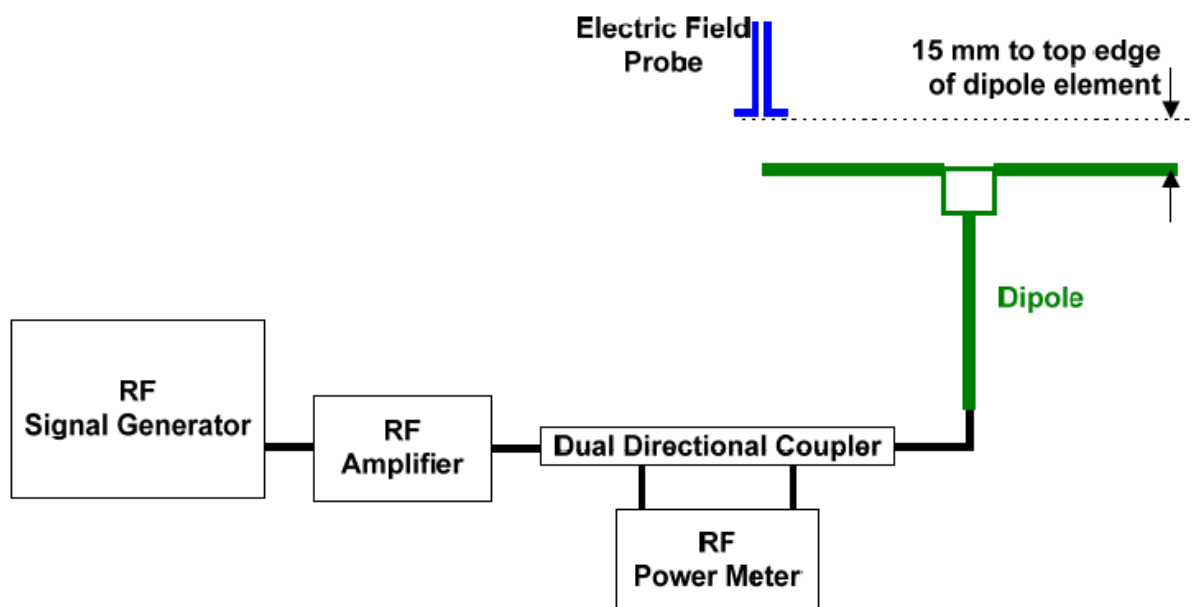 Electric Field
Probe
15 mm to top edge
of dipole element
Dipole
RF
Signal Generator
RF
Amplifier
Dual Directional Coupler
RF
Power Meter